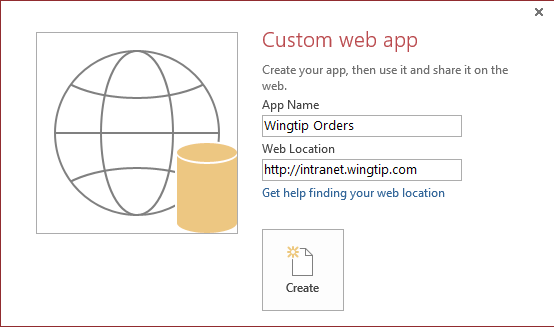 Custom web app
Create your app, then use it and share it on the
web.
App Name
Wingtip Orders
Web Location
http://intranet.wingtip.com
Get help finding your web location
Create